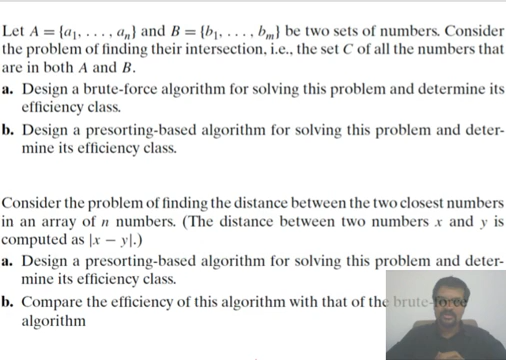 Let A = {a₁, . . . , aₙ} and B = {b₁, . . . , bₘ} be two sets of numbers. Consider
the problem of finding their intersection, i.e., the set C of all the numbers that
are in both A and B.
a. Design a brute-force algorithm for solving this problem and determine its
efficiency class.
b. Design a presorting-based algorithm for solving this problem and deter-
mine its efficiency class.
Consider the problem of finding the distance between the two closest numbers
in an array of n numbers. (The distance between two numbers x and y is
computed as |x − y|.)
a. Design a presorting-based algorithm for solving this problem and deter-
mine its efficiency class.
b. Compare the efficiency of this algorithm with that of the brute-force
algorithm